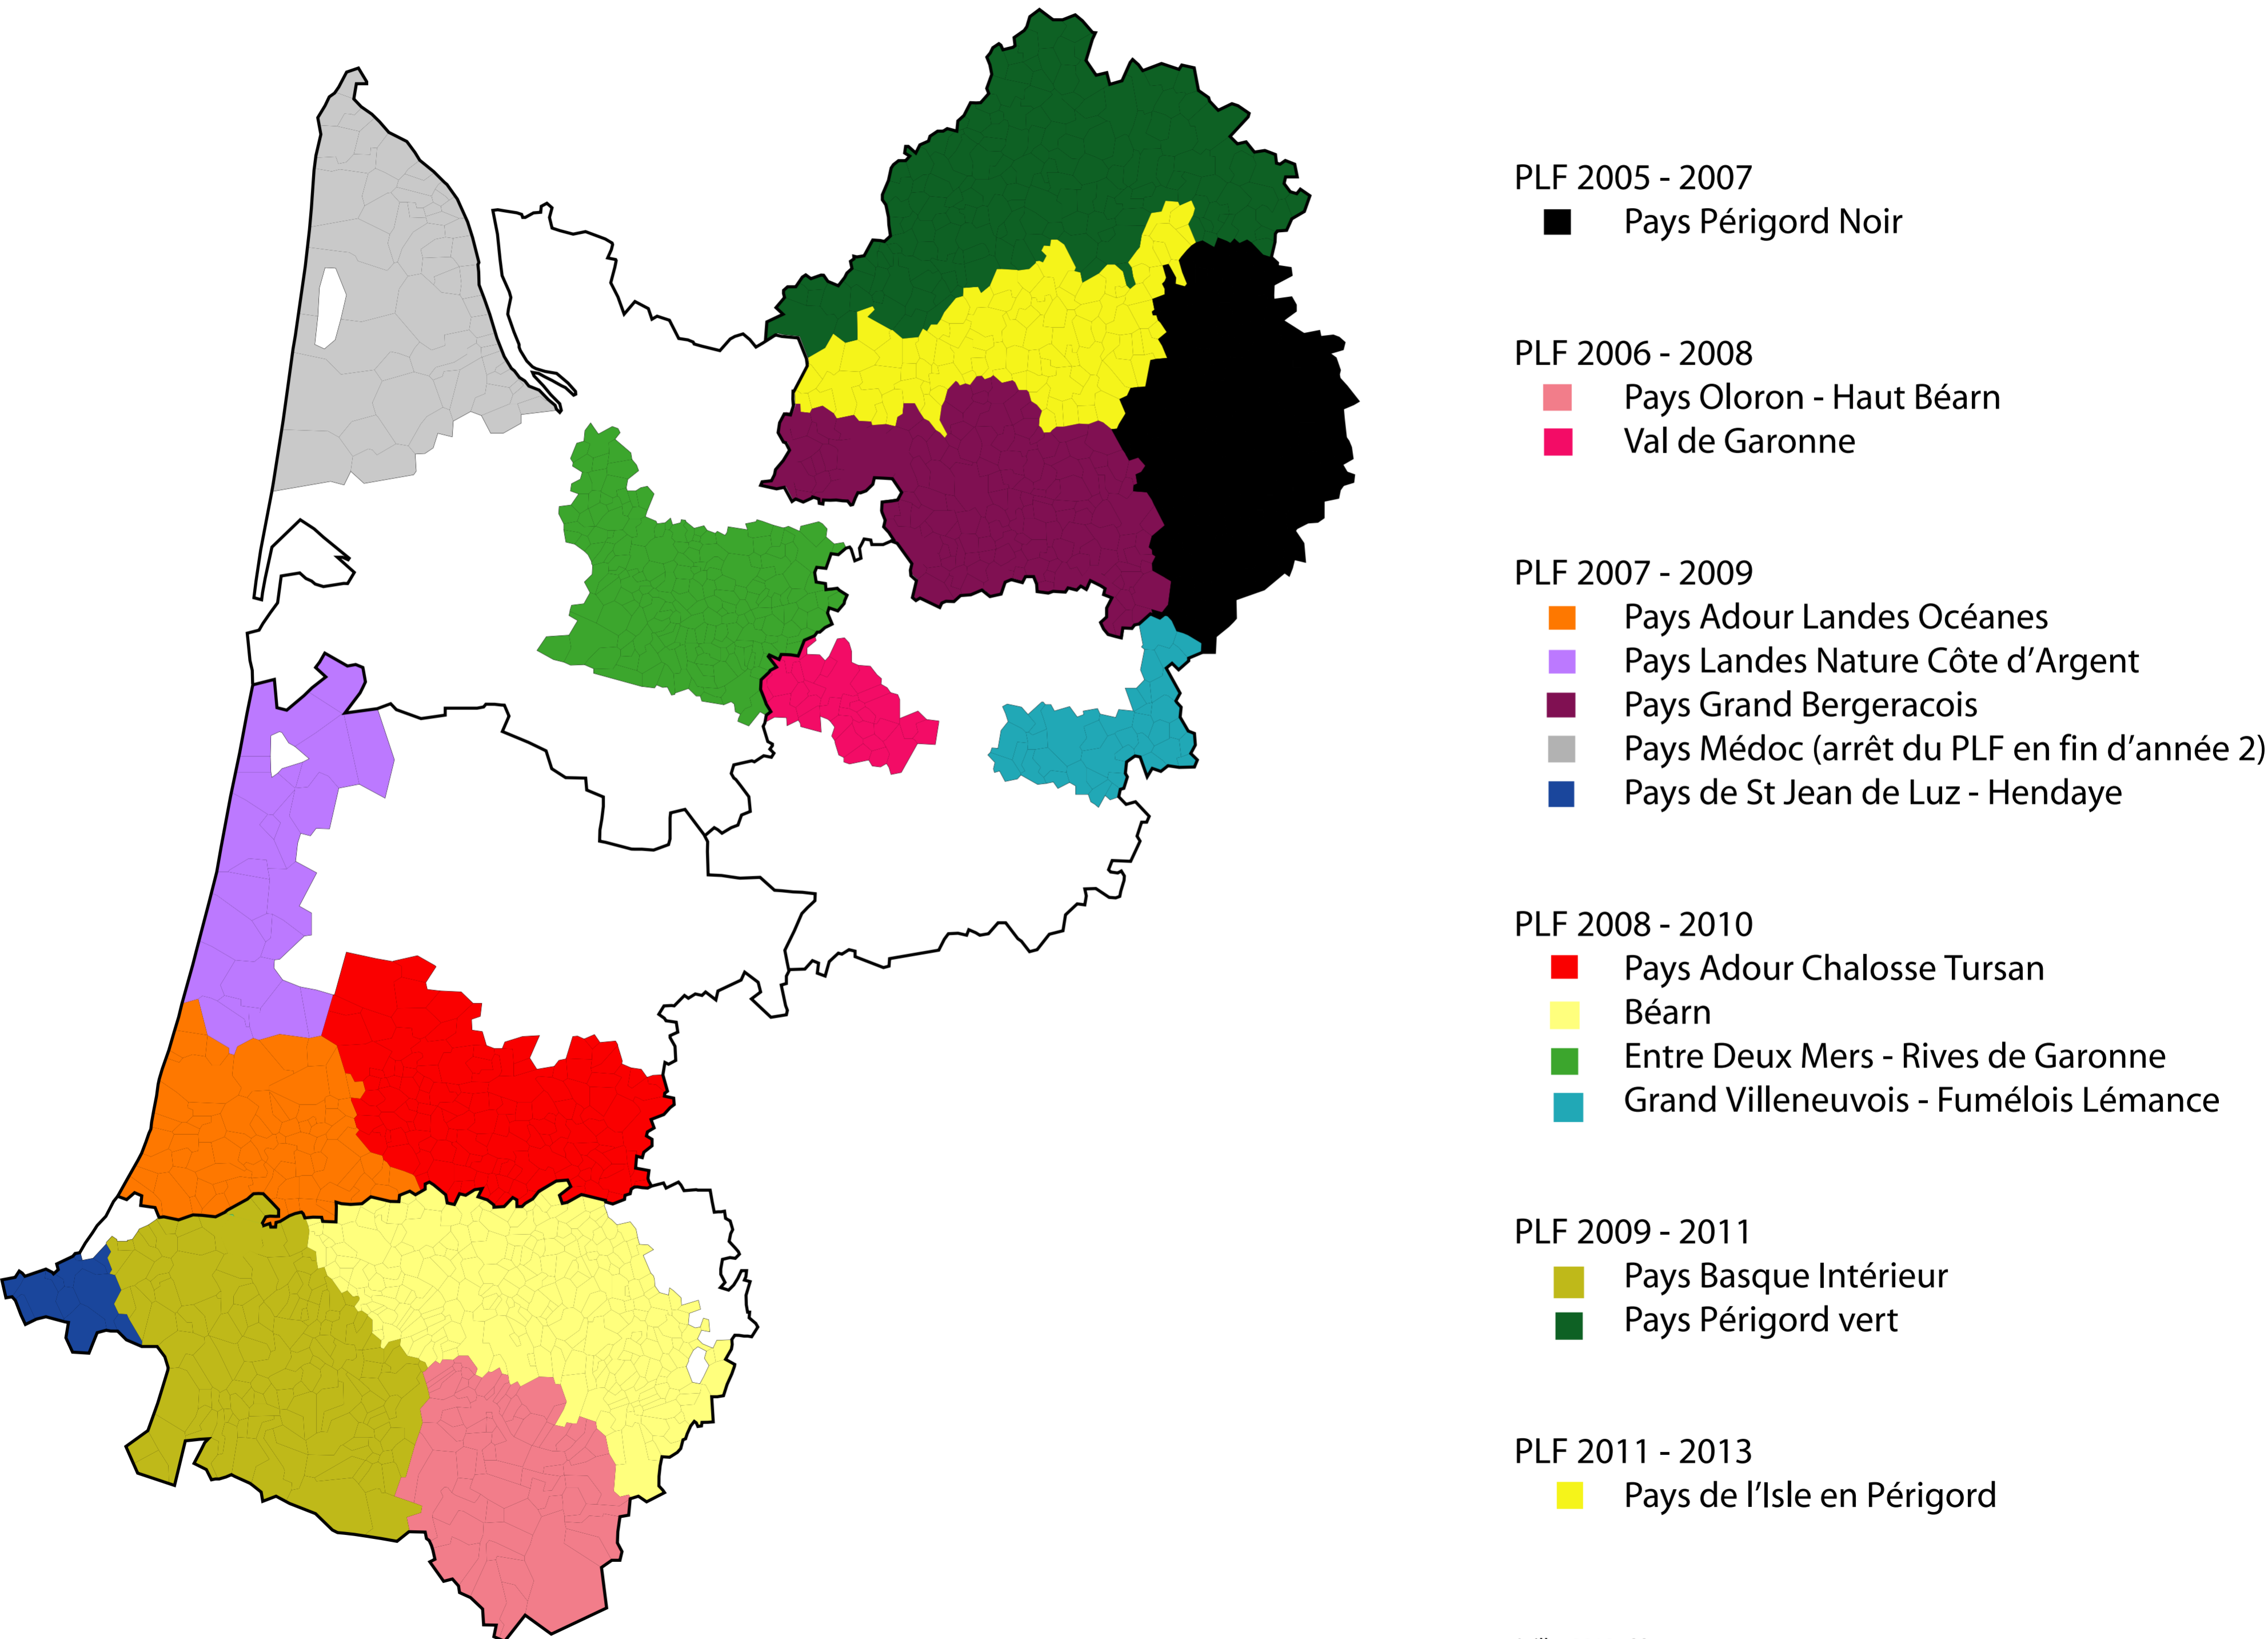 PLF 2005 - 2007
Pays Périgord Noir
PLF 2006 - 2008
Pays Oloron - Haut Béarn
Val de Garonne
PLF 2007 - 2009
Pays Adour Landes Océanes
Pays Landes Nature Côte d’Argent
Pays Grand Bergeracois
Pays Médoc (arrêt du PLF en fin d’année 2)
Pays de St Jean de Luz - Hendaye
PLF 2008 - 2010
Pays Adour Chalosse Tursan
Béarn
Entre Deux Mers - Rives de Garonne
Grand Villeneuvois - Fumélois Lémance
PLF 2009 - 2011
Pays Basque Intérieur
Pays Périgord vert
PLF 2011 - 2013
Pays de l’Isle en Périgord